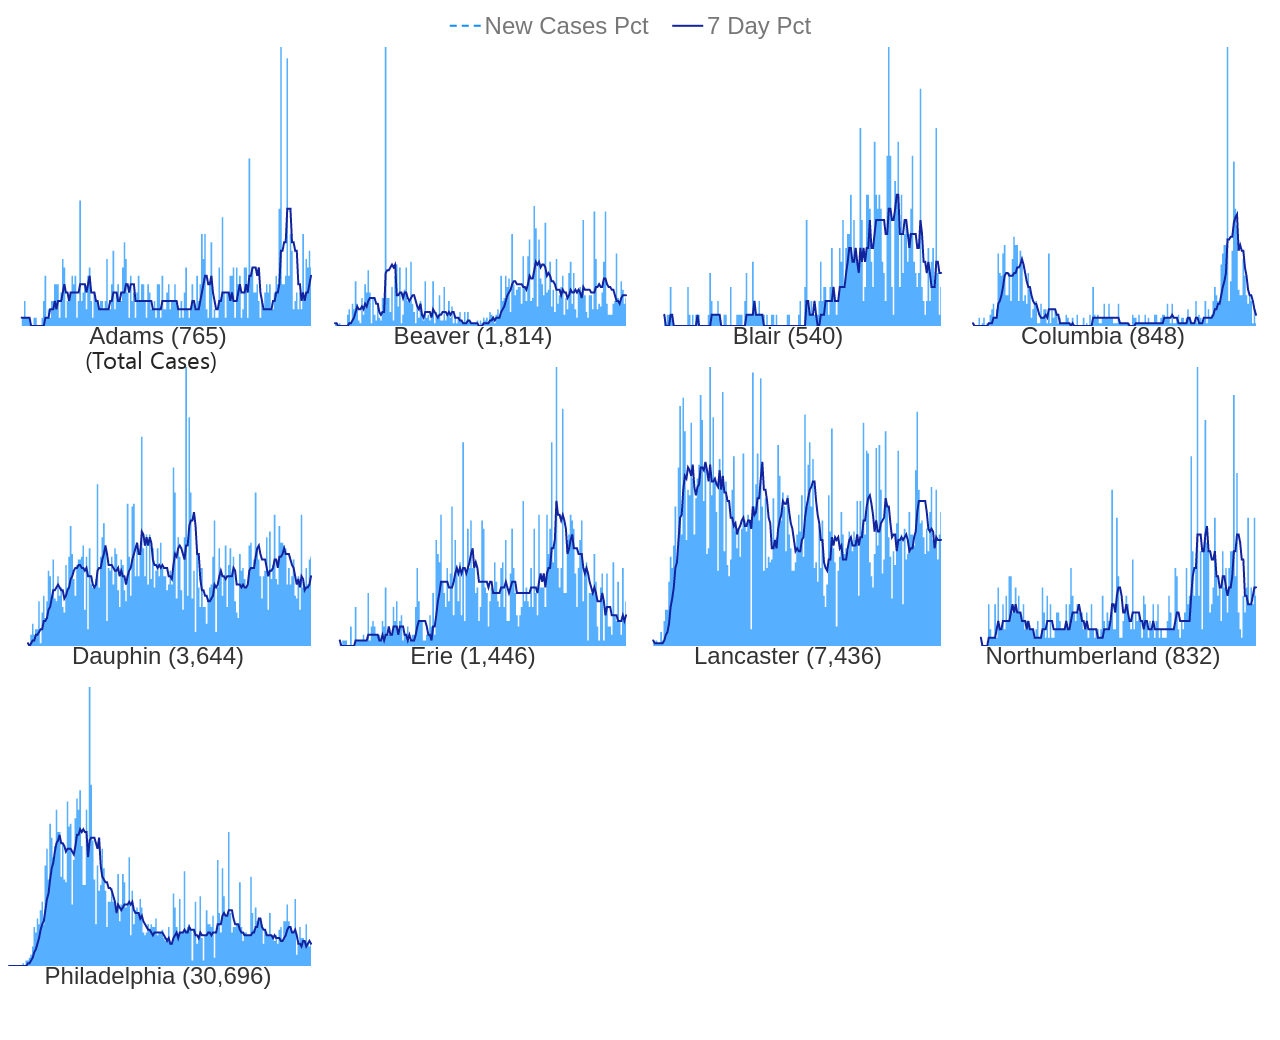 New Cases Pct 7 Day Pct
Adams (765) Beaver (1,814) Blair (540) Columbia (848)
(Total Cases)
Dauphin (3,644) Erie (1,446) Lancaster (7,436) Northumberland (832)
Philadelphia (30,696)